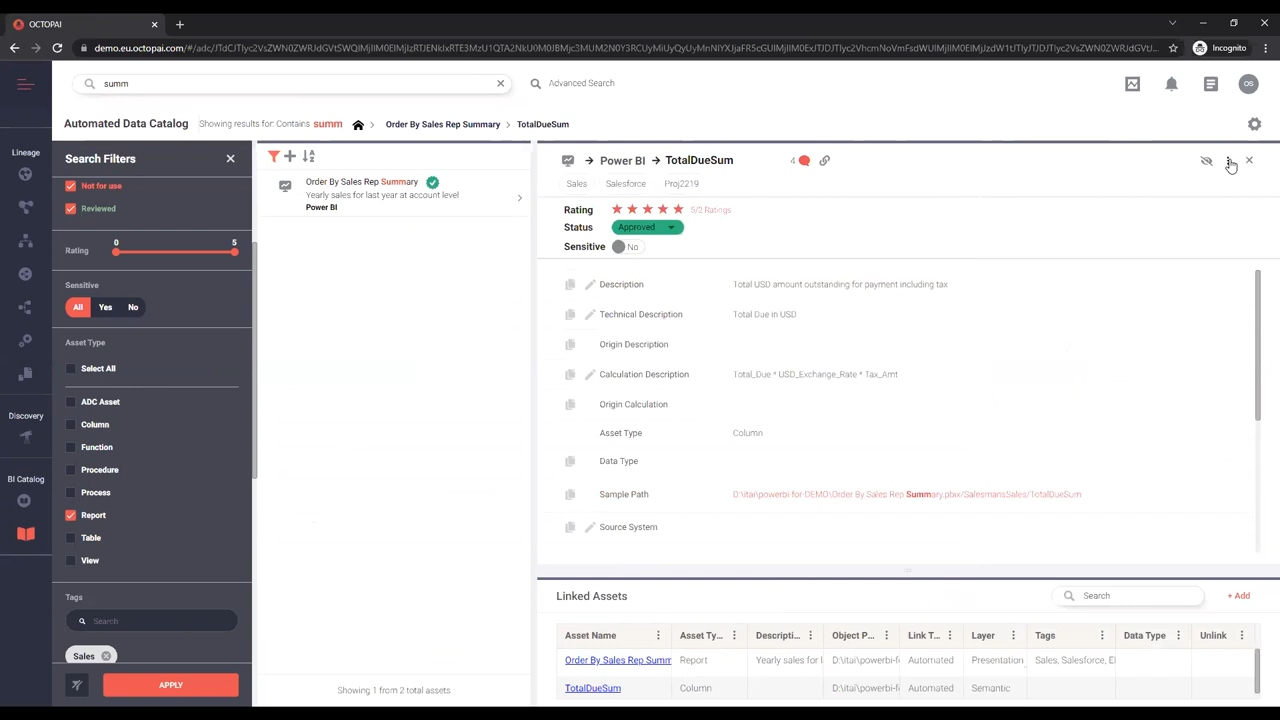 OCTOPAI
Incognito
summ
Advanced Search
OS
Automated Data Catalog
Showing results for: Contains summ
Order By Sales Rep Summary
TotalDueSum
Lineage
Discovery
BI Catalog
Search Filters
Not for use
Reviewed
Rating
0
5
Sensitive
All
Yes
No
Asset Type
Select All
ADC Asset
Column
Function
Procedure
Process
Report
Table
View
Tags
Search
Sales
APPLY
Order By Sales Rep Summary
Yearly sales for last year at account level
Power BI
Showing 1 from 2 total assets
Power BI
TotalDueSum
4
Sales
Salesforce
Proj2219
Rating
5/2 Ratings
Status
Approved
Sensitive
No
Description
Total USD amount outstanding for payment including tax
Technical Description
Total Due in USD
Origin Description
Calculation Description
Total_Due * USD_Exchange_Rate * Tax_Amt
Origin Calculation
Asset Type
Column
Data Type
Sample Path
D:\itai\powerbi-for-DEMO\Order By Sales Rep Summary.pbix/SalesmansSales/TotalDueSum
Source System
Linked Assets
Search
+ Add
Asset Name
Asset Ty...
Descripti...
Object P...
Link T...
Layer
Tags
Data Type
Unlink
Order By Sales Rep Summ
Report
Yearly sales for l
D:\itai\powerbi-fo
Automated
Presentation
Sales, Salesforce, El
TotalDueSum
Column
D:\itai\powerbi-fo
Automated
Semantic